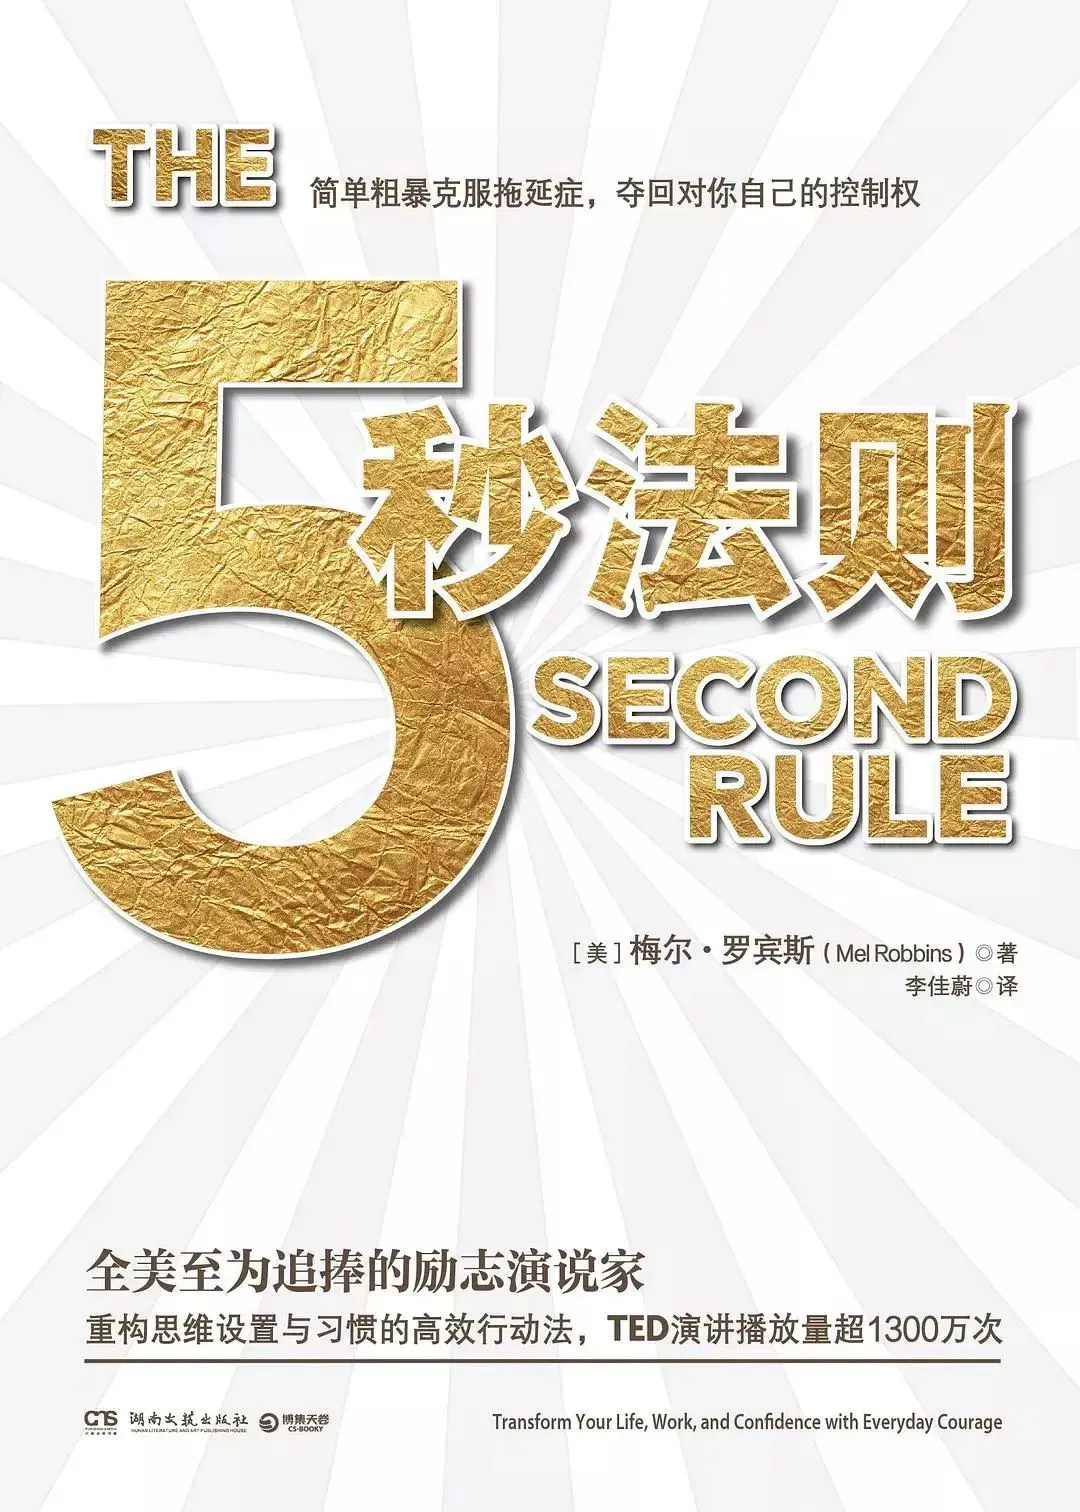 THE
简单粗暴克服拖延症，夺回对你自己的控制权
5秒法则
SECOND
RULE
［美］梅尔·罗宾斯（Mel Robbins）◎著
李佳蔚◎译
全美至为追捧的励志演说家
重构思维设置与习惯的高效行动法，TED演讲播放量超1300万次
湖南文艺出版社
HUNAN LITERATURE AND ART PUBLISHING HOUSE
博集天卷
CS-BOOKY
Transform Your Life, Work, and Confidence with Everyday Courage